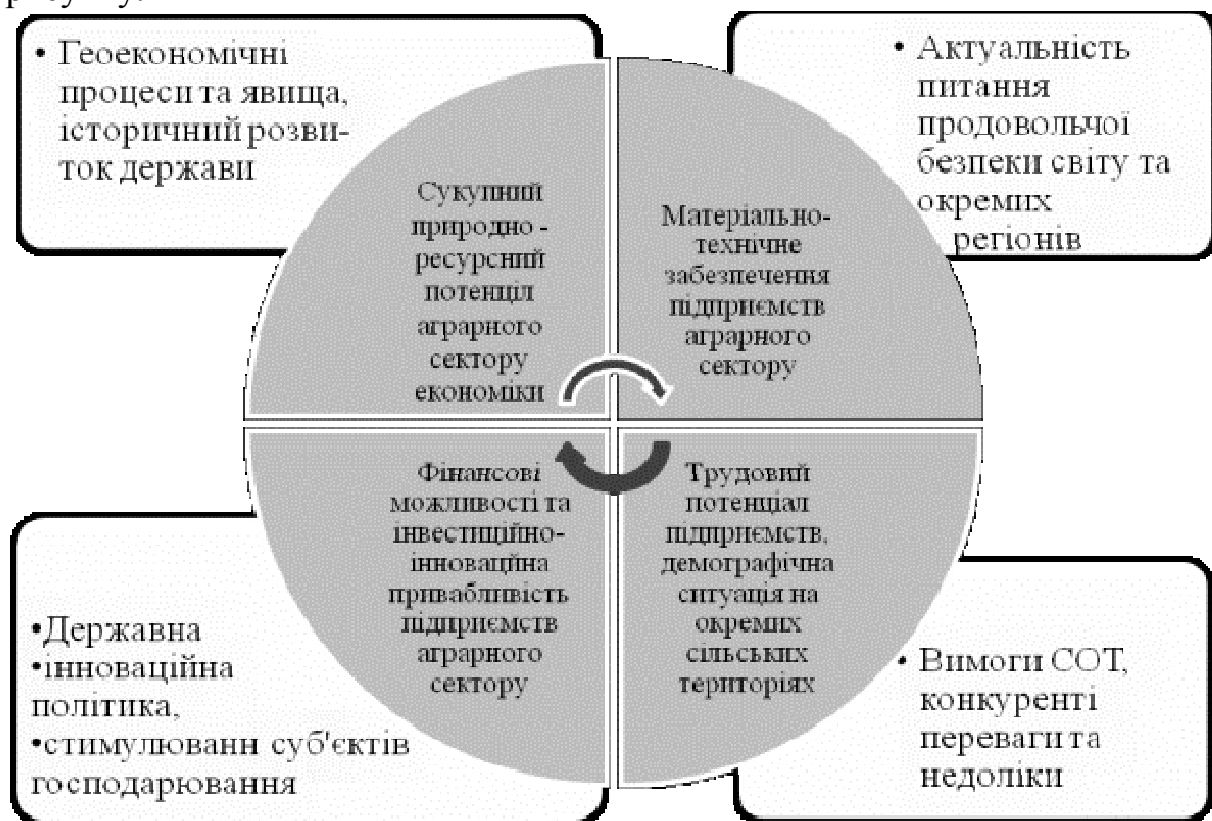 • Геоекономічні
процеси та явища,
історичний розви-
ток держави
• Актуальність
питання
продовольчої
безпеки світу та
окремих
регіонів
Сукупний
природно-
ресурсний
потенціл
аграрного
сектору
економіки
Матеріально-
технічне
забезпечення
підприємств
аграрного
сектору
Фінансові
можливості та
інвестиційно-
інноваційна
привабливість
підприємств
аграрного
сектору
Трудовий
потенціал
підприємств,
демографічна
ситуація на
окремих
сільських
територіях
•Державна
•інноваційна
політика,
•стимулюванн суб'єктів
господарювання
• Вимоги СОТ,
конкуренті
переваги та
недоліки